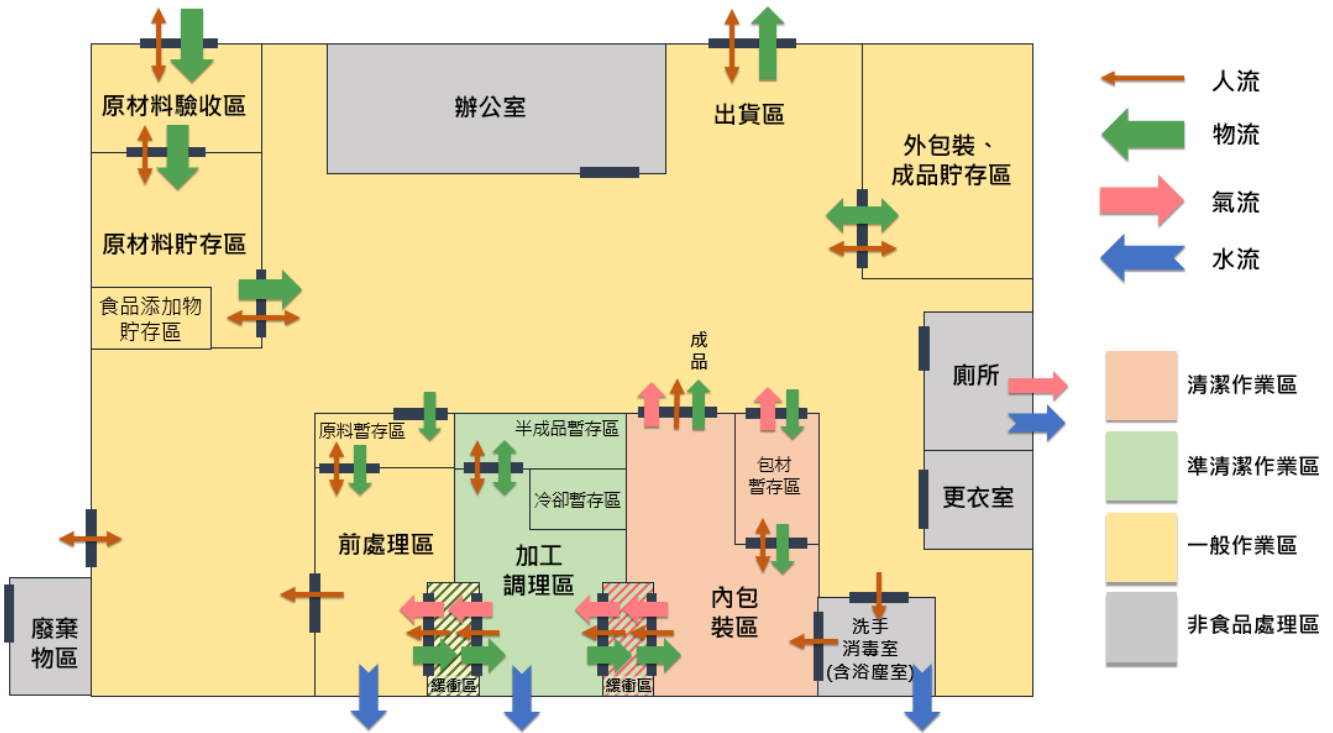 原材料驗收區
辦公室
出貨區
外包裝、
成品貯存區
原材料貯存區
食品添加物
貯存區
成
品
廁所
更衣室
原料暫存區
半成品暫存區
冷卻暫存區
包材
暫存區
前處理區
加工
調理區
內包
裝區
緩衝區
緩衝區
洗手
消毒室
(含浴塵室)
廢棄
物區
人流
物流
氣流
水流
清潔作業區
準清潔作業區
一般作業區
非食品處理區